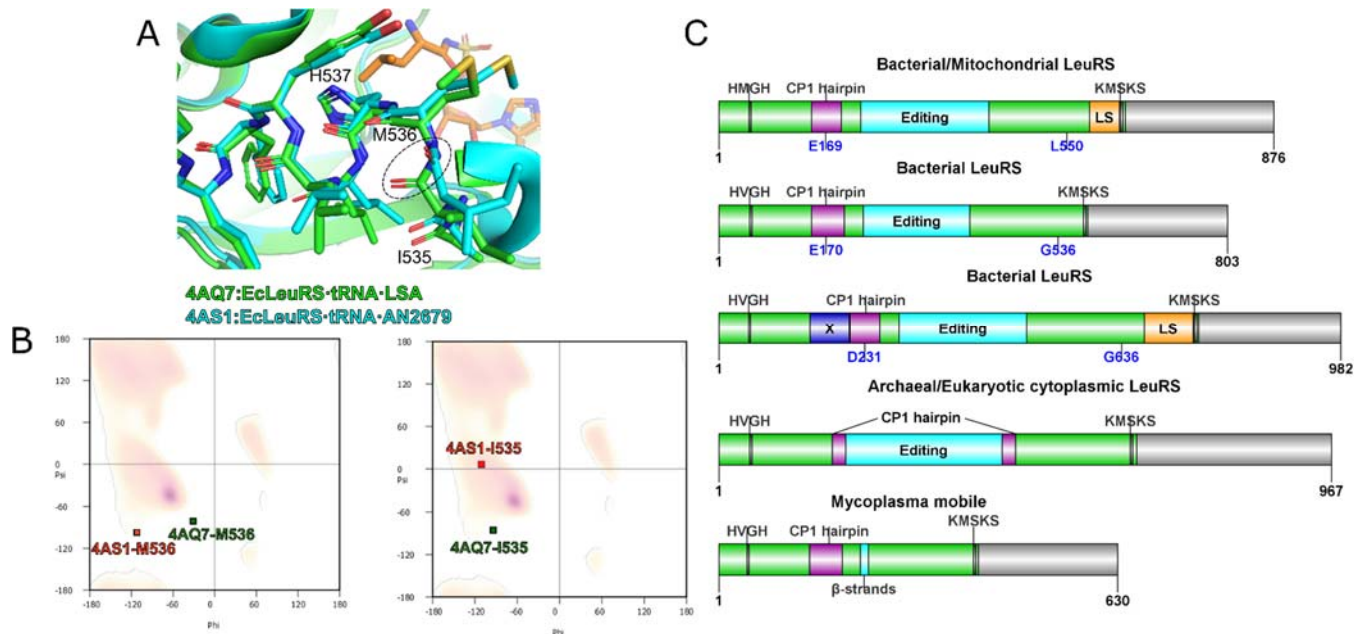 A
H537
M536
I535
4AQ7:EcLeuRS·tRNA·LSA
4AS1:EcLeuRS·tRNA·AN2679
B
180
120
60
0
Psi
-60
-120
-180
4AS1-M536
4AQ7-M536
-180 -120 -60 0 60 120 180
Phi
180
120
60
0
Psi
-60
-120
-180
4AS1-I535
4AQ7-I535
-180 -120 -60 0 60 120 180
Phi
C
Bacterial/Mitochondrial LeuRS
HMGH CP1 hairpin KMSKS
Editing LS
E169 L550
1 876
Bacterial LeuRS
HVGH CP1 hairpin KMSKS
Editing
E170 G536
1 803
Bacterial LeuRS
HVGH CP1 hairpin KMSKS
X Editing LS
D231 G636
1 982
Archaeal/Eukaryotic cytoplasmic LeuRS
HVGH CP1 hairpin KMSKS
Editing
1 967
Mycoplasma mobile
HVGH CP1 hairpin KMSKS
β-strands
1 630